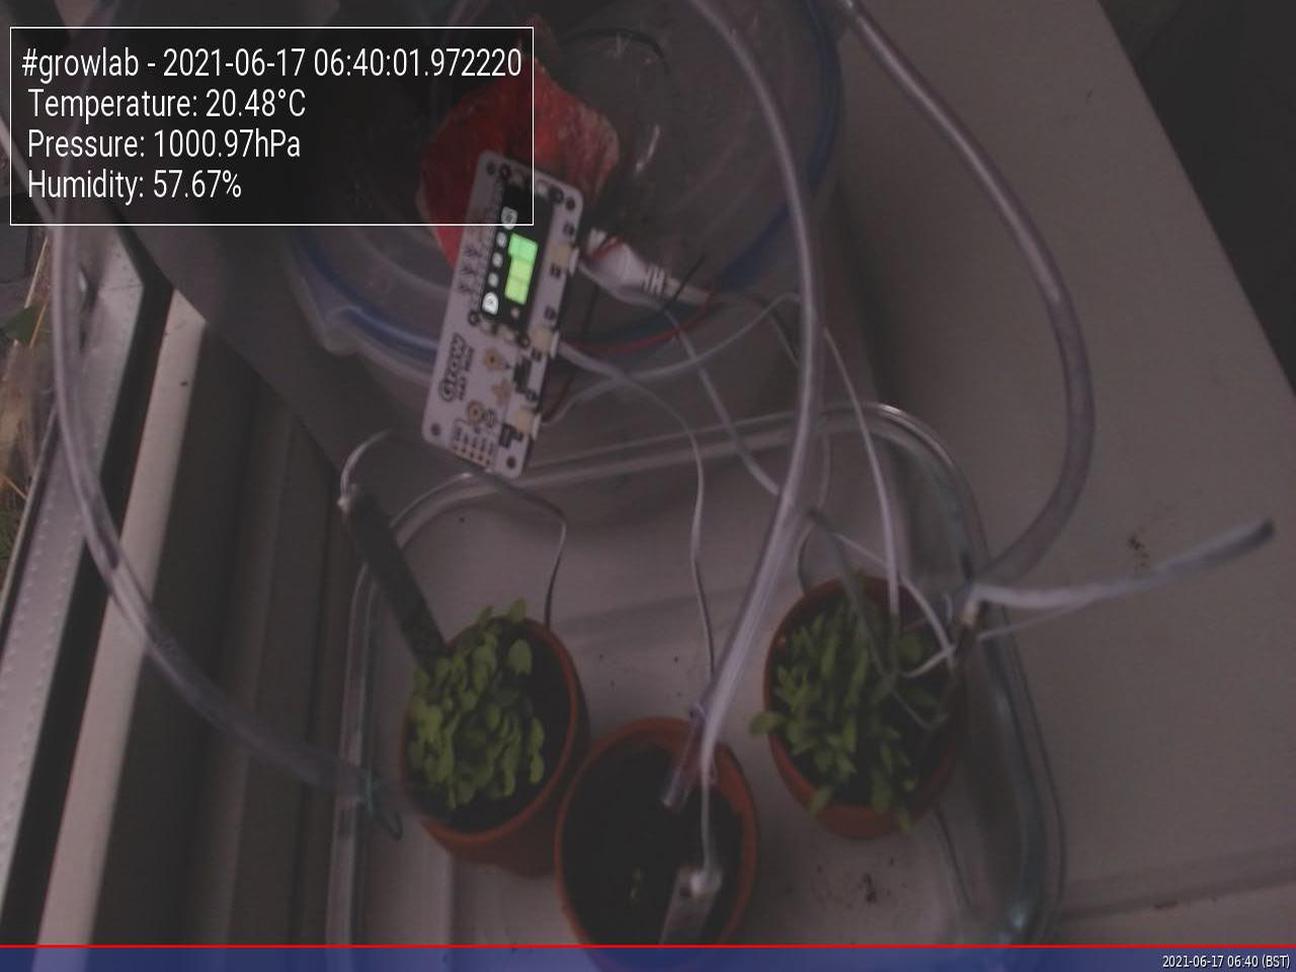 #growlab - 2021-06-17 06:40:01.972220
Temperature: 20.48°C
Pressure: 1000.97hPa
Humidity: 57.67%
GROW
2021-06-17 06:40 (BST)